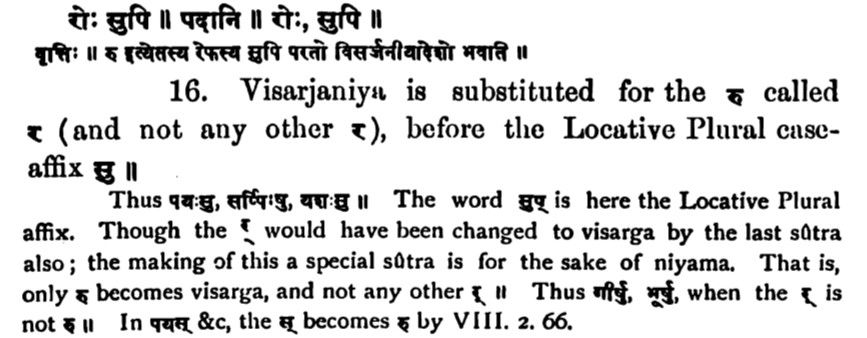 रोः सुपि ॥ पदानि ॥ रोः, सुपि ॥
वृत्तिः ॥ रु इत्येतस्य रेफस्य सुपि परतो विसर्जनीयादेशो भवति ॥
16. Visarjaniya is substituted for the रु called
र (and not any other र), before the Locative Plural case-
affix सु ॥
Thus पयःसु, सर्प्पिःषु, यशःसु ॥ The word सुप् is here the Locative Plural
affix. Though the र् would have been changed to visarga by the last sûtra
also; the making of this a special sûtra is for the sake of niyama. That is,
only रु becomes visarga, and not any other र् ॥ Thus गीर्षु, धूर्षु, when the र् is
not रु ॥ In पयस् &c, the स् becomes रु by VIII. 2. 66.